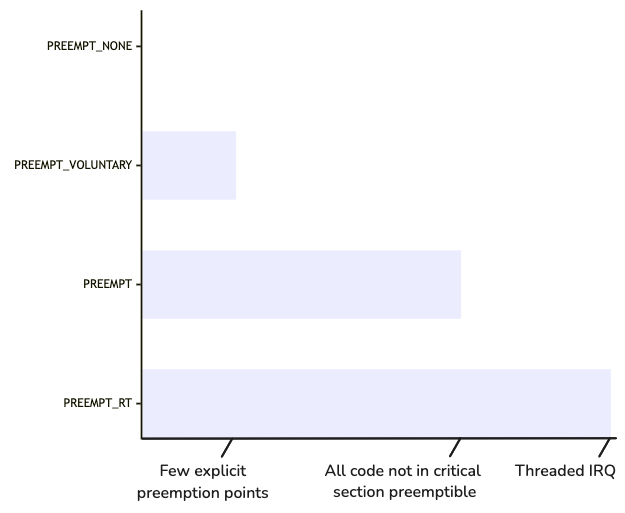 PREEMPT_NONE
PREEMPT_VOLUNTARY
PREEMPT
PREEMPT_RT
Few explicit
preemption points
All code not in critical
section preemptible
Threaded IRQ